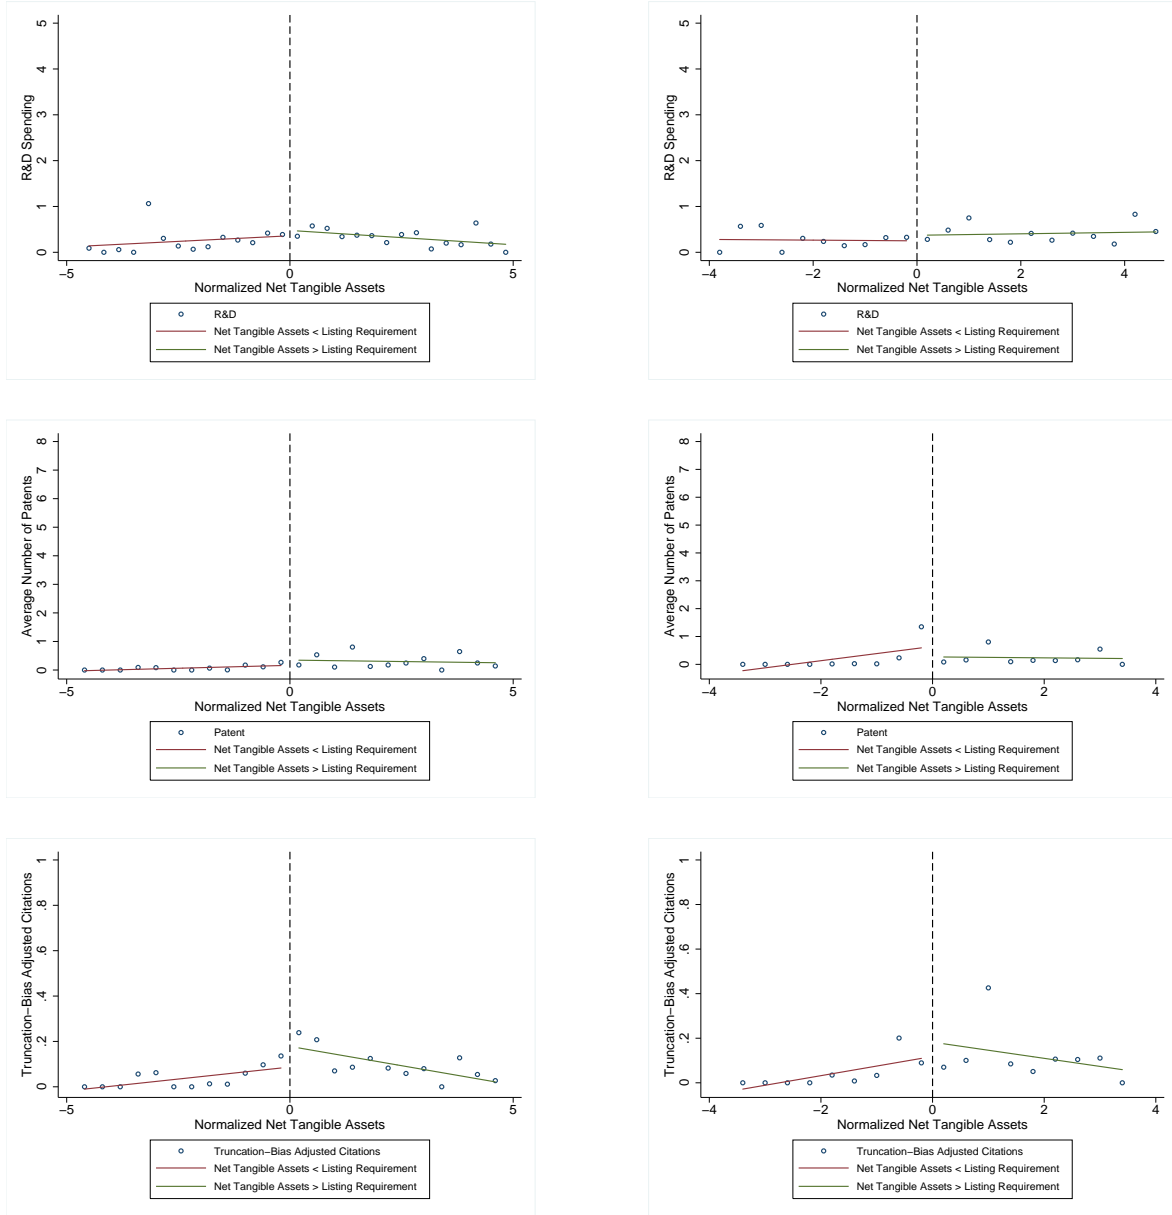 R&D Spending
5
4
3
2
1
0
−5 0 5
Normalized Net Tangible Assets
R&D
Net Tangible Assets < Listing Requirement
Net Tangible Assets > Listing Requirement
R&D Spending
5
4
3
2
1
0
−4 −2 0 2 4
Normalized Net Tangible Assets
R&D
Net Tangible Assets < Listing Requirement
Net Tangible Assets > Listing Requirement
Average Number of Patents
8
7
6
5
4
3
2
1
0
−5 0 5
Normalized Net Tangible Assets
Patent
Net Tangible Assets < Listing Requirement
Net Tangible Assets > Listing Requirement
Average Number of Patents
8
7
6
5
4
3
2
1
0
−4 −2 0 2 4
Normalized Net Tangible Assets
Patent
Net Tangible Assets < Listing Requirement
Net Tangible Assets > Listing Requirement
Truncation−Bias Adjusted Citations
1
.8
.6
.4
.2
0
−5 0 5
Normalized Net Tangible Assets
Truncation−Bias Adjusted Citations
Net Tangible Assets < Listing Requirement
Net Tangible Assets > Listing Requirement
Truncation−Bias Adjusted Citations
1
.8
.6
.4
.2
0
−4 −2 0 2 4
Normalized Net Tangible Assets
Truncation−Bias Adjusted Citations
Net Tangible Assets < Listing Requirement
Net Tangible Assets > Listing Requirement